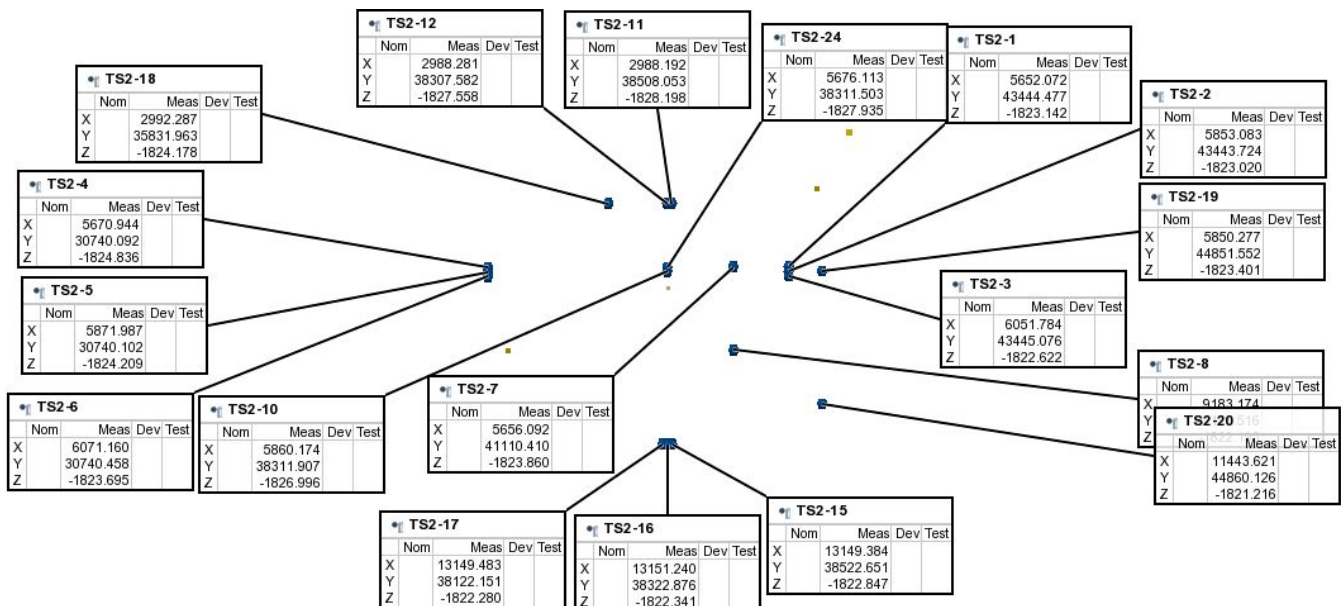 TS2-12
Nom Meas Dev Test
X 2988.281
Y 38307.582
Z -1827.558
TS2-11
Nom Meas Dev Test
X 2988.192
Y 38508.053
Z -1828.198
TS2-24
Nom Meas Dev Test
X 5676.113
Y 38311.503
Z -1827.935
TS2-1
Nom Meas Dev Test
X 5652.072
Y 43444.477
Z -1823.142
TS2-18
Nom Meas Dev Test
X 2992.287
Y 35831.963
Z -1824.178
TS2-2
Nom Meas Dev Test
X 5853.083
Y 43443.724
Z -1823.020
TS2-4
Nom Meas Dev Test
X 5670.944
Y 30740.092
Z -1824.836
TS2-19
Nom Meas Dev Test
X 5850.277
Y 44851.552
Z -1823.401
TS2-5
Nom Meas Dev Test
X 5871.987
Y 30740.102
Z -1824.209
TS2-3
Nom Meas Dev Test
X 6051.784
Y 43445.076
Z -1822.622
TS2-6
Nom Meas Dev Test
X 6071.160
Y 30740.458
Z -1823.695
TS2-10
Nom Meas Dev Test
X 5860.174
Y 38311.907
Z -1826.996
TS2-7
Nom Meas Dev Test
X 5656.092
Y 41110.410
Z -1823.860
TS2-8
Nom Meas Dev Test
X 9183.174
Y
Z
TS2-20
Nom Meas Dev Test
X 11443.621
Y 44860.126
Z -1821.216
TS2-17
Nom Meas Dev Test
X 13149.483
Y 38122.151
Z -1822.280
TS2-16
Nom Meas Dev Test
X 13151.240
Y 38322.876
Z -1822.341
TS2-15
Nom Meas Dev Test
X 13149.384
Y 38522.651
Z -1822.847